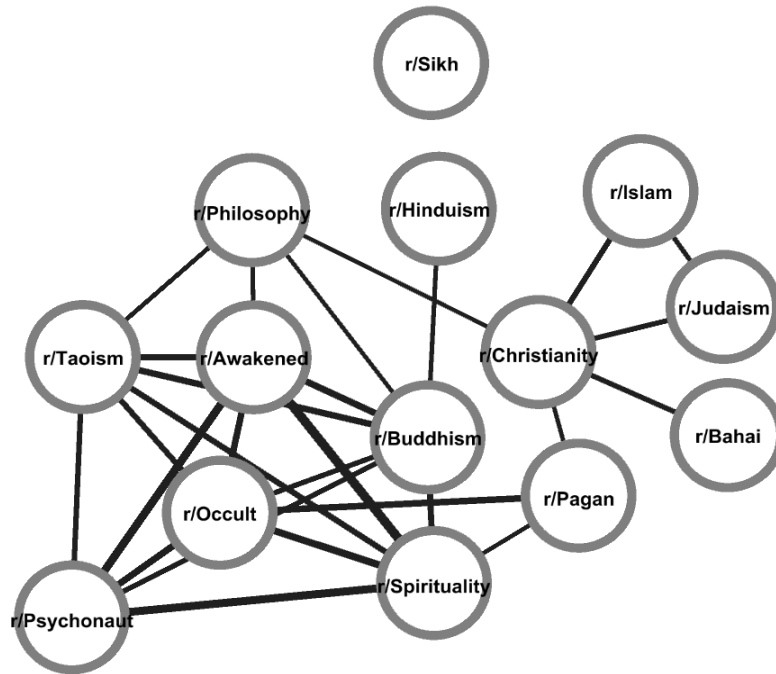 r/Sikh
r/Philosophy
r/Hinduism
r/Islam
r/Judaism
r/Taoism
r/Awakened
r/Christianity
r/Buddhism
r/Bahai
r/Occult
r/Pagan
r/Psychonaut
r/Spirituality